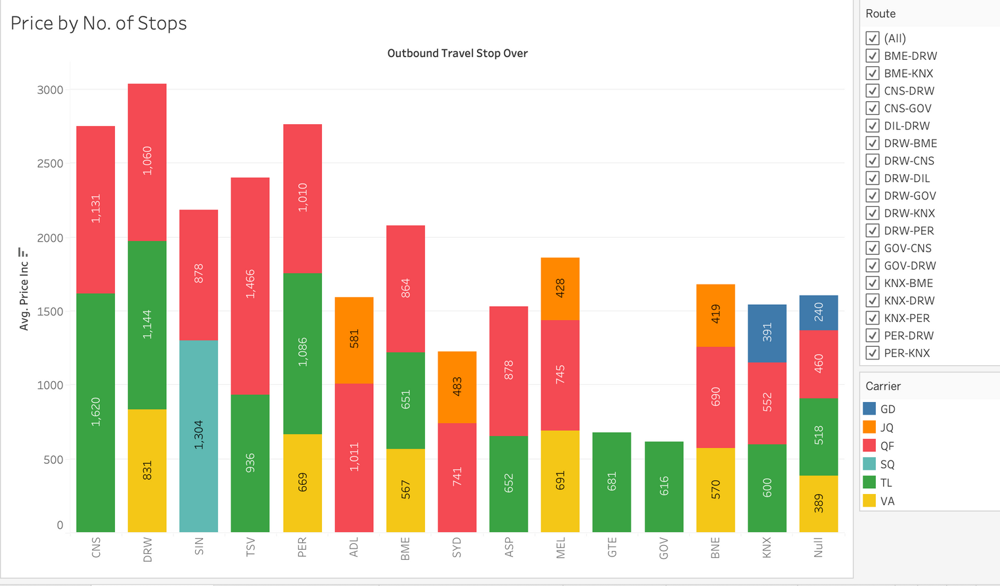 Price by No. of Stops
Outbound Travel Stop Over
Avg. Price Inc
3000
2500
2000
1500
1000
500
0
1,131
1,620
1,060
1,144
831
878
1,304
1,466
936
1,010
1,086
669
581
1,011
864
651
567
483
741
878
652
428
745
691
681
616
419
690
570
391
552
600
240
460
518
389
CNS
DRW
SIN
TSV
PER
ADL
BME
SYD
ASP
MEL
GTE
GOV
BNE
KNX
Null
Route
(All)
BME-DRW
BME-KNX
CNS-DRW
CNS-GOV
DIL-DRW
DRW-BME
DRW-CNS
DRW-DIL
DRW-GOV
DRW-KNX
DRW-PER
GOV-CNS
GOV-DRW
KNX-BME
KNX-DRW
KNX-PER
PER-DRW
PER-KNX
Carrier
GD
JQ
QF
SQ
TL
VA